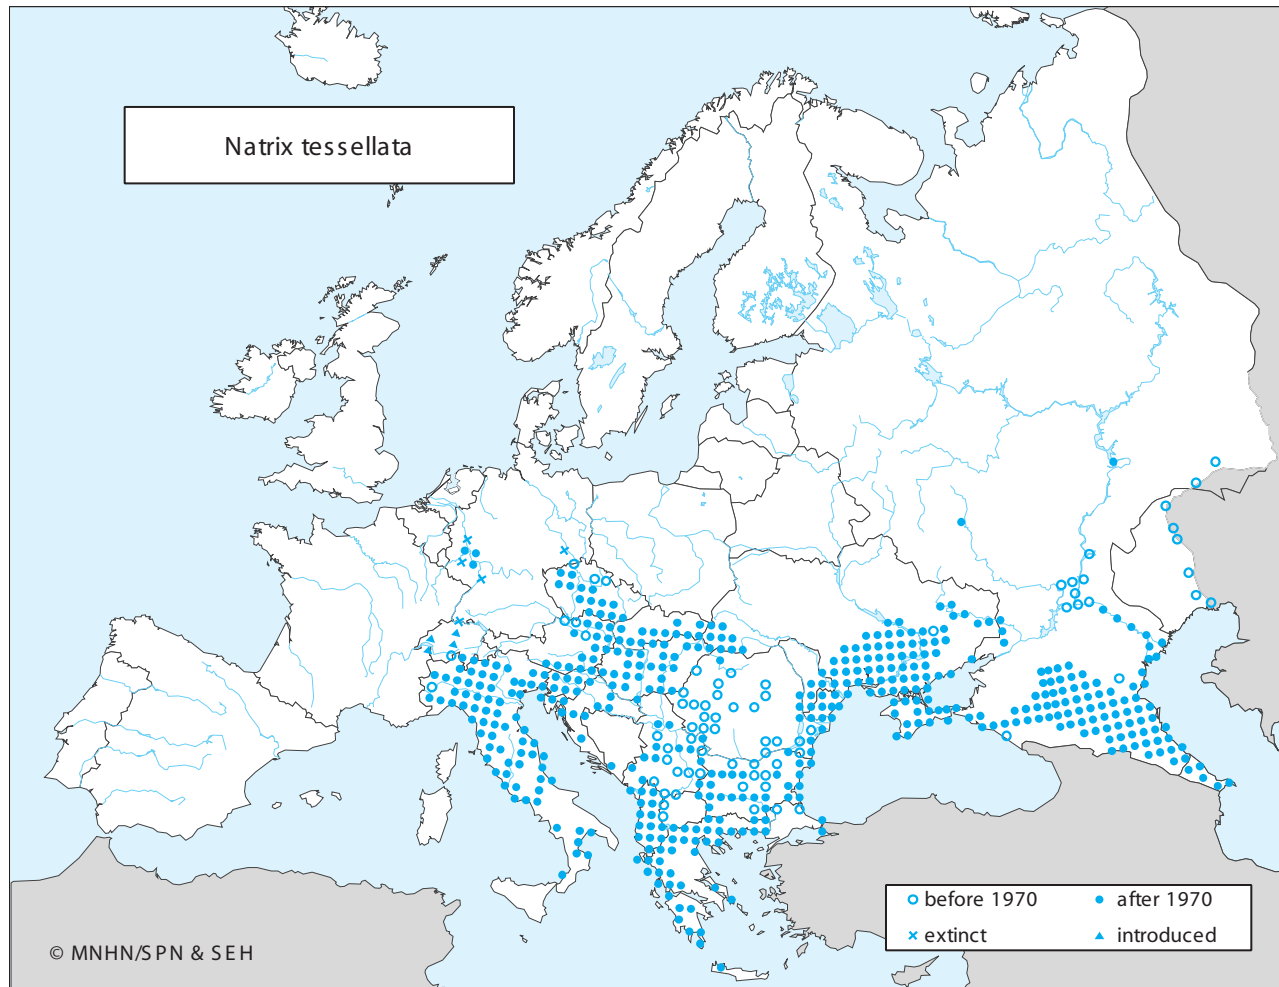 Natrix tessellata
before 1970
after 1970
extinct
introduced
© MNHN/SPN & SEH